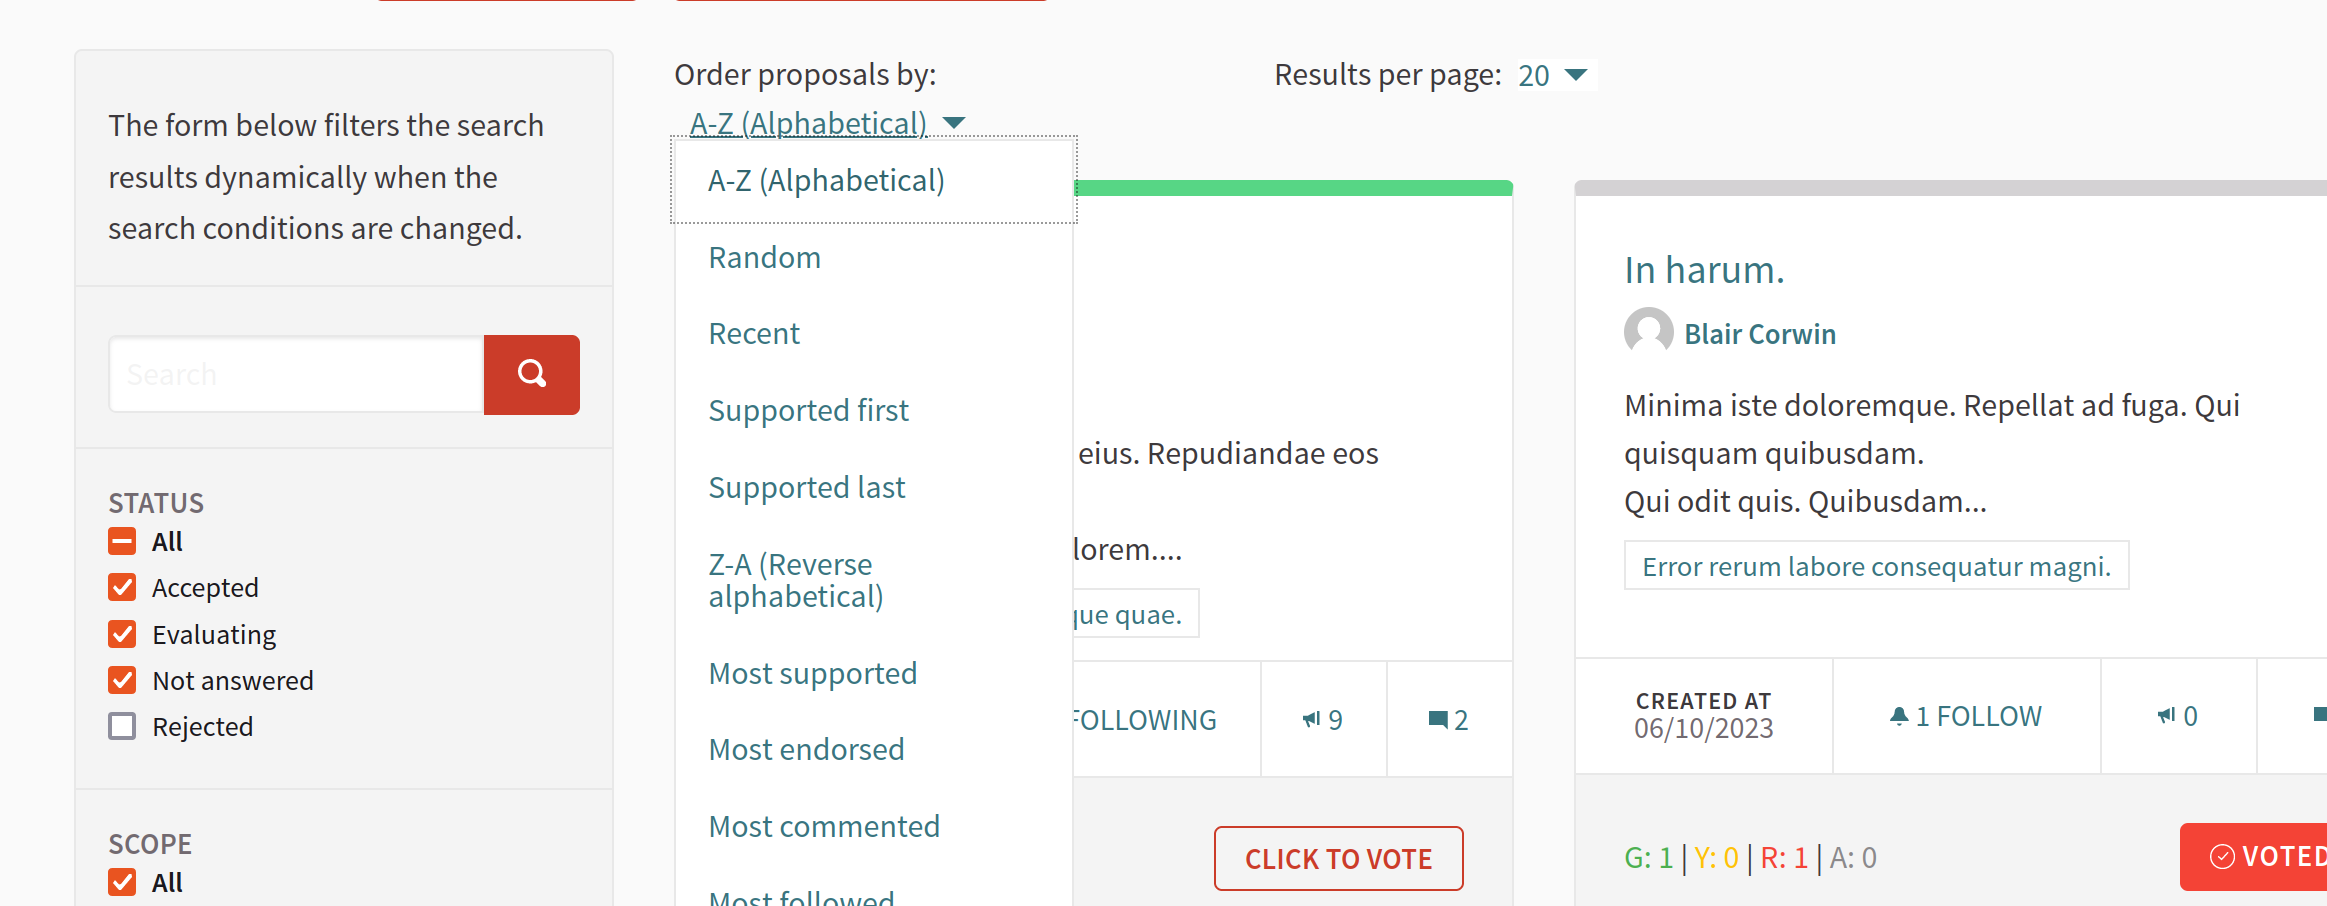 The form below filters the search
results dynamically when the
search conditions are changed.
Search
STATUS
All
Accepted
Evaluating
Not answered
Rejected
SCOPE
All
Order proposals by:
A-Z (Alphabetical)
A-Z (Alphabetical)
Random
Recent
Supported first
Supported last
Z-A (Reverse
alphabetical)
Most supported
Most endorsed
Most commented
Most followed
Results per page: 20
eius. Repudiandae eos
lorem....
que quae.
FOLLOWING
9
2
CLICK TO VOTE
In harum.
Blair Corwin
Minima iste doloremque. Repellat ad fuga. Qui
quisquam quibusdam.
Qui odit quis. Quibusdam...
Error rerum labore consequatur magni.
CREATED AT
06/10/2023
1 FOLLOW
0
G: 1 | Y: 0 | R: 1 | A: 0
VOTED